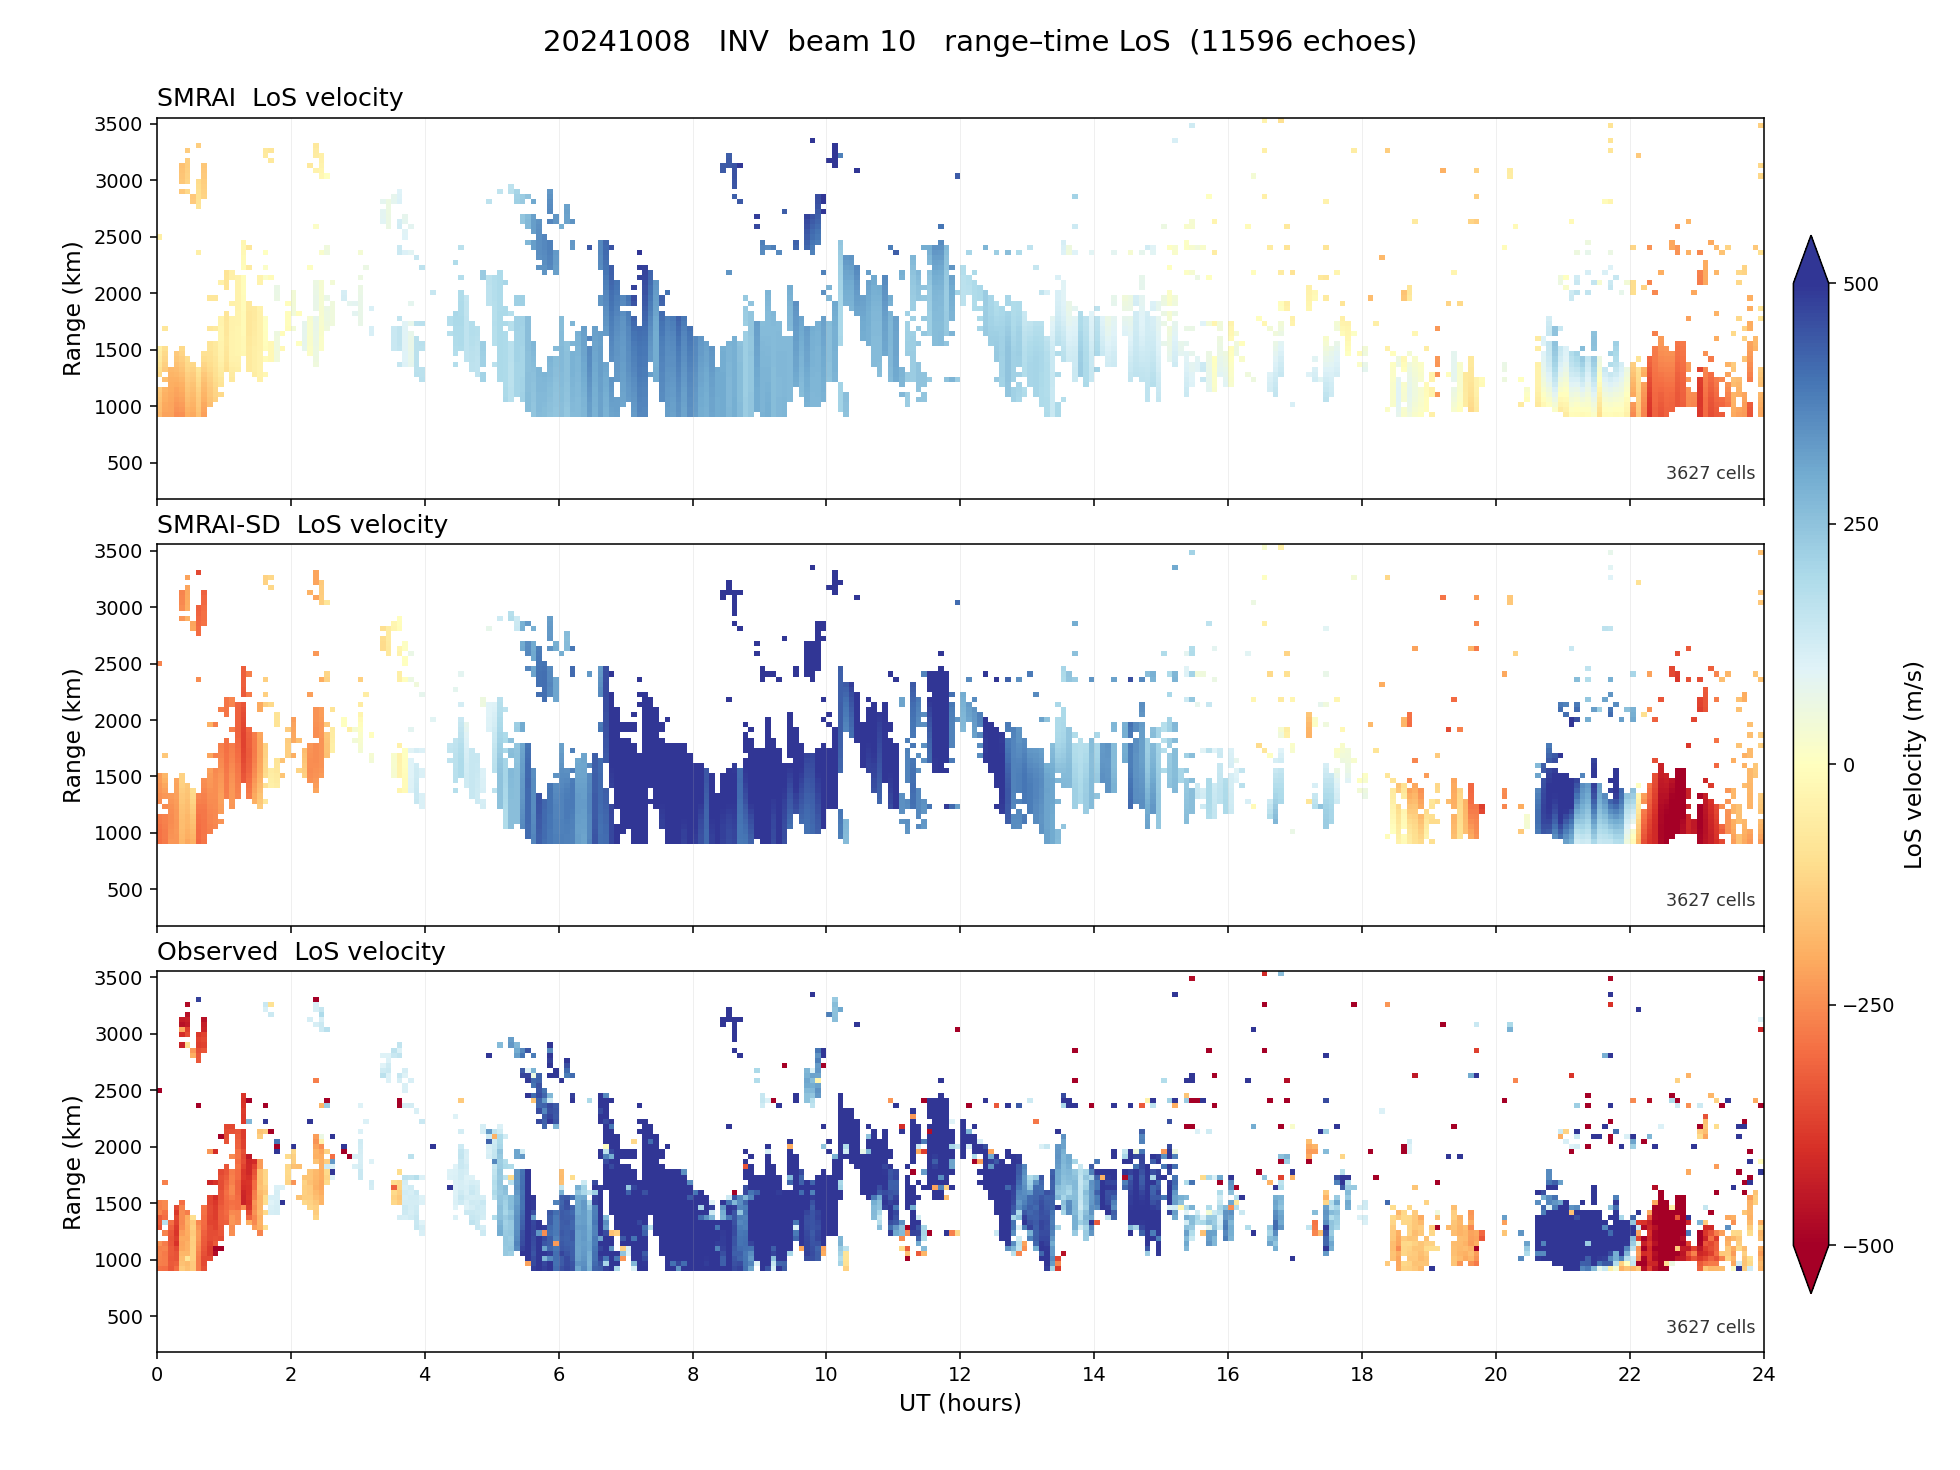 20241008   INV  beam 10   range–time LoS  (11596 echoes)
SMRAI  LoS velocity
3500
3000
2500
2000
1500
1000
500
Range (km)
3627 cells
SMRAI-SD  LoS velocity
3500
3000
2500
2000
1500
1000
500
Range (km)
3627 cells
Observed  LoS velocity
3500
3000
2500
2000
1500
1000
500
Range (km)
3627 cells
0 2 4 6 8 10 12 14 16 18 20 22 24
UT (hours)
500
250
0
−250
−500
LoS velocity (m/s)